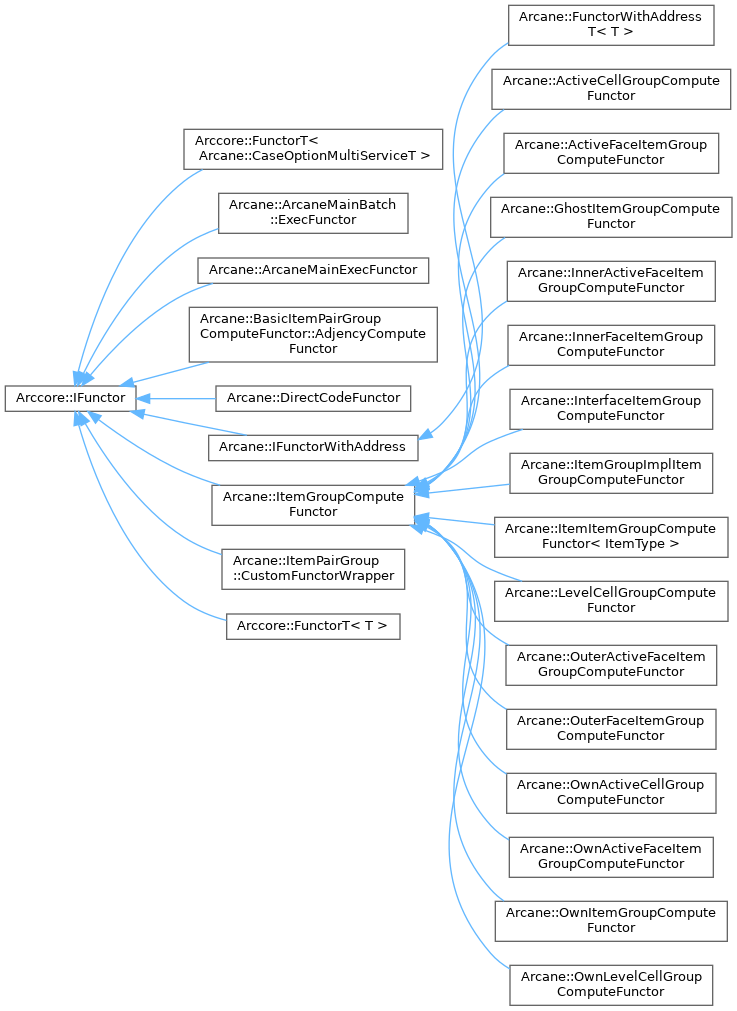 Arccore::IFunctor
Arccore::FunctorT<
Arcane::CaseOptionMultiServiceT >
Arcane::ArcaneMainBatch
::ExecFunctor
Arcane::ArcaneMainExecFunctor
Arcane::BasicItemPairGroup
ComputeFunctor::AdjencyCompute
Functor
Arcane::DirectCodeFunctor
Arcane::IFunctorWithAddress
Arcane::ItemGroupCompute
Functor
Arcane::ItemPairGroup
::CustomFunctorWrapper
Arccore::FunctorT< T >
Arcane::FunctorWithAddress
T< T >
Arcane::ActiveCellGroupCompute
Functor
Arcane::ActiveFaceItemGroup
ComputeFunctor
Arcane::GhostItemGroupCompute
Functor
Arcane::InnerActiveFaceItem
GroupComputeFunctor
Arcane::InnerFaceItemGroup
ComputeFunctor
Arcane::InterfaceItemGroup
ComputeFunctor
Arcane::ItemGroupImplItem
GroupComputeFunctor
Arcane::ItemItemGroupCompute
Functor< ItemType >
Arcane::LevelCellGroupCompute
Functor
Arcane::OuterActiveFaceItem
GroupComputeFunctor
Arcane::OuterFaceItemGroup
ComputeFunctor
Arcane::OwnActiveCellGroup
ComputeFunctor
Arcane::OwnActiveFaceItem
GroupComputeFunctor
Arcane::OwnItemGroupCompute
Functor
Arcane::OwnLevelCellGroup
ComputeFunctor